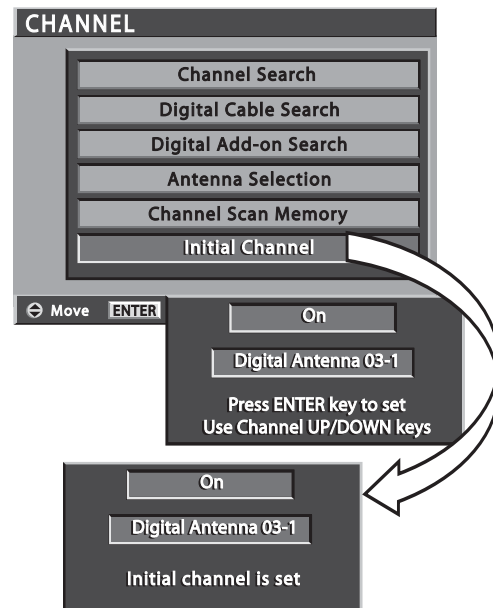 CHANNEL
Channel Search
Digital Cable Search
Digital Add-on Search
Antenna Selection
Channel Scan Memory
Initial Channel
Move ENTER
On
Digital Antenna 03-1
Press ENTER key to set
Use Channel UP/DOWN keys
On
Digital Antenna 03-1
Initial channel is set